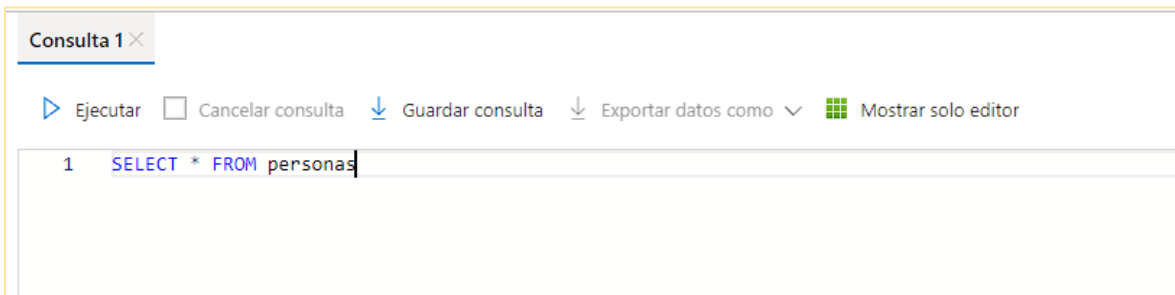 Consulta 1
Ejecutar Cancelar consulta Guardar consulta Exportar datos como Mostrar solo editor
1 SELECT * FROM personas